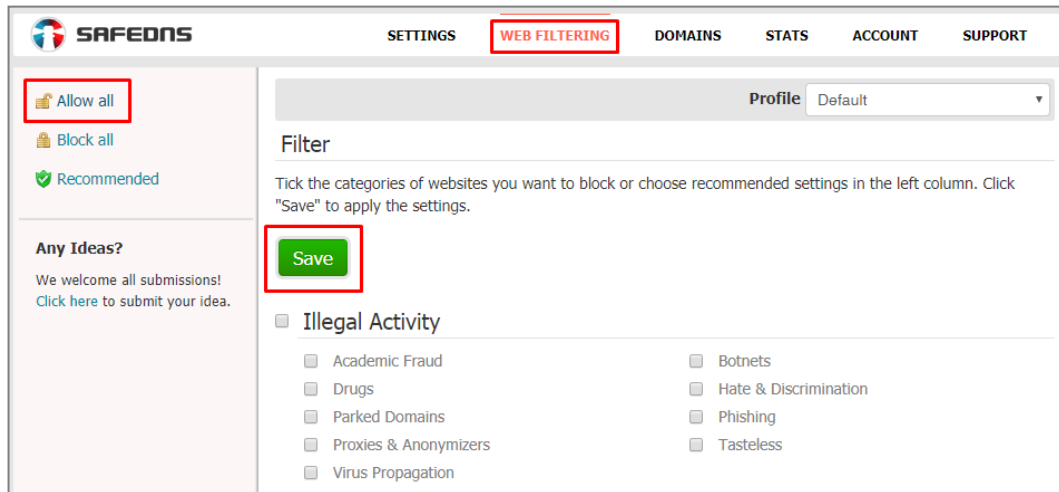 SAFEDNS
SETTINGS
WEB FILTERING
DOMAINS
STATS
ACCOUNT
SUPPORT
Allow all
Block all
Recommended
Any Ideas?
We welcome all submissions!
Click here to submit your idea.
Profile
Default
Filter
Tick the categories of websites you want to block or choose recommended settings in the left column. Click
"Save" to apply the settings.
Save
Illegal Activity
Academic Fraud
Botnets
Drugs
Hate & Discrimination
Parked Domains
Phishing
Proxies & Anonymizers
Tasteless
Virus Propagation